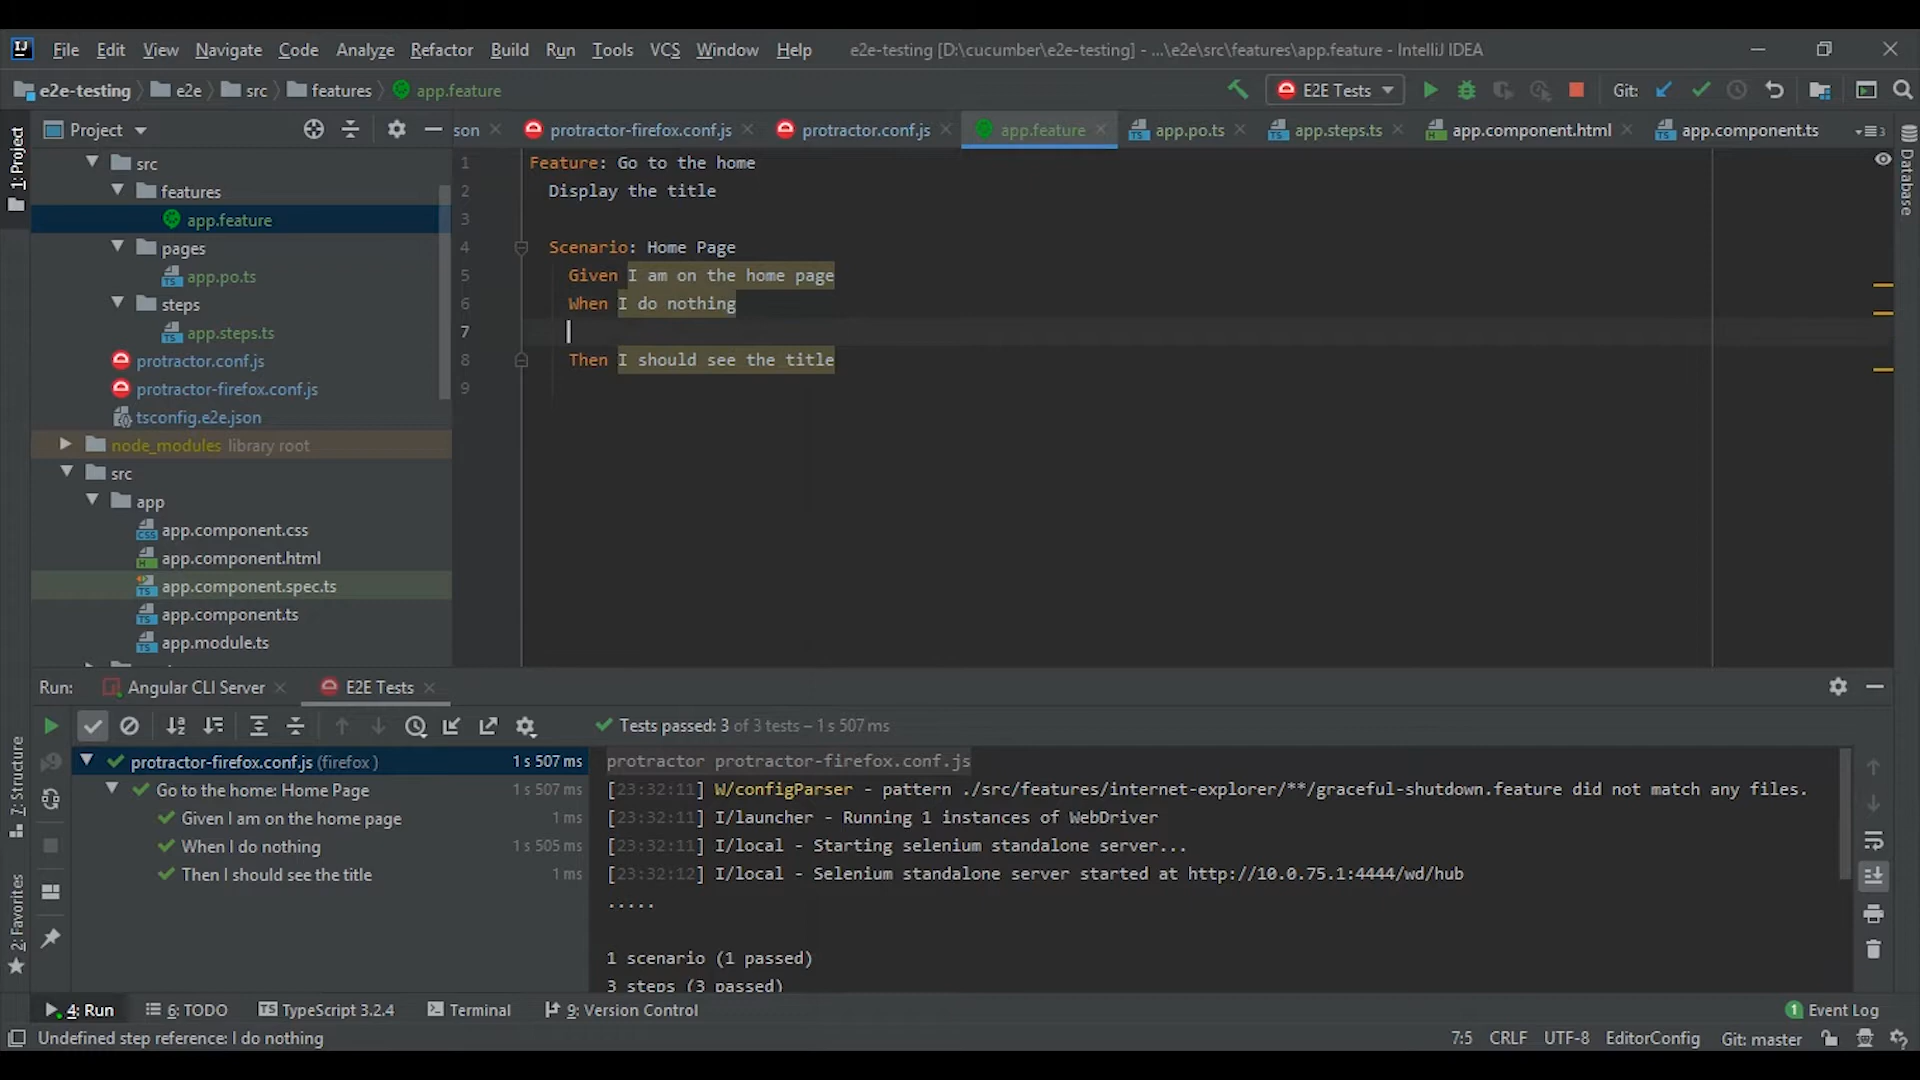 File Edit View Navigate Code Analyze Refactor Build Run Tools VCS Window Help e2e-testing [D:\cucumber\e2e-testing] - ...\e2e\src\features\app.feature - IntelliJ IDEA
e2e-testing e2e src features app.feature E2E Tests Git:
1: Project
Project
son protractor-firefox.conf.js protractor.conf.js app.feature app.po.ts app.steps.ts app.component.html app.component.ts
Database
src
features
app.feature
pages
app.po.ts
steps
app.steps.ts
protractor.conf.js
protractor-firefox.conf.js
tsconfig.e2e.json
node_modules library root
src
app
app.component.css
app.component.html
app.component.spec.ts
app.component.ts
app.module.ts
1 Feature: Go to the home
2 Display the title
3
4 Scenario: Home Page
5 Given I am on the home page
6 When I do nothing
7
8 Then I should see the title
9
Run: Angular CLI Server E2E Tests
Tests passed: 3 of 3 tests – 1 s 507 ms
7: Structure
2: Favorites
protractor-firefox.conf.js (firefox ) 1 s 507 ms
Go to the home: Home Page 1 s 507 ms
Given I am on the home page 1 ms
When I do nothing 1 s 505 ms
Then I should see the title 1 ms
protractor protractor-firefox.conf.js
[23:32:11] W/configParser - pattern ./src/features/internet-explorer/**/graceful-shutdown.feature did not match any files.
[23:32:11] I/launcher - Running 1 instances of WebDriver
[23:32:11] I/local - Starting selenium standalone server...
[23:32:12] I/local - Selenium standalone server started at http://10.0.75.1:4444/wd/hub
.....
1 scenario (1 passed)
3 steps (3 passed)
4: Run 6: TODO TypeScript 3.2.4 Terminal 9: Version Control 1 Event Log
Undefined step reference: I do nothing 7:5 CRLF UTF-8 EditorConfig Git: master